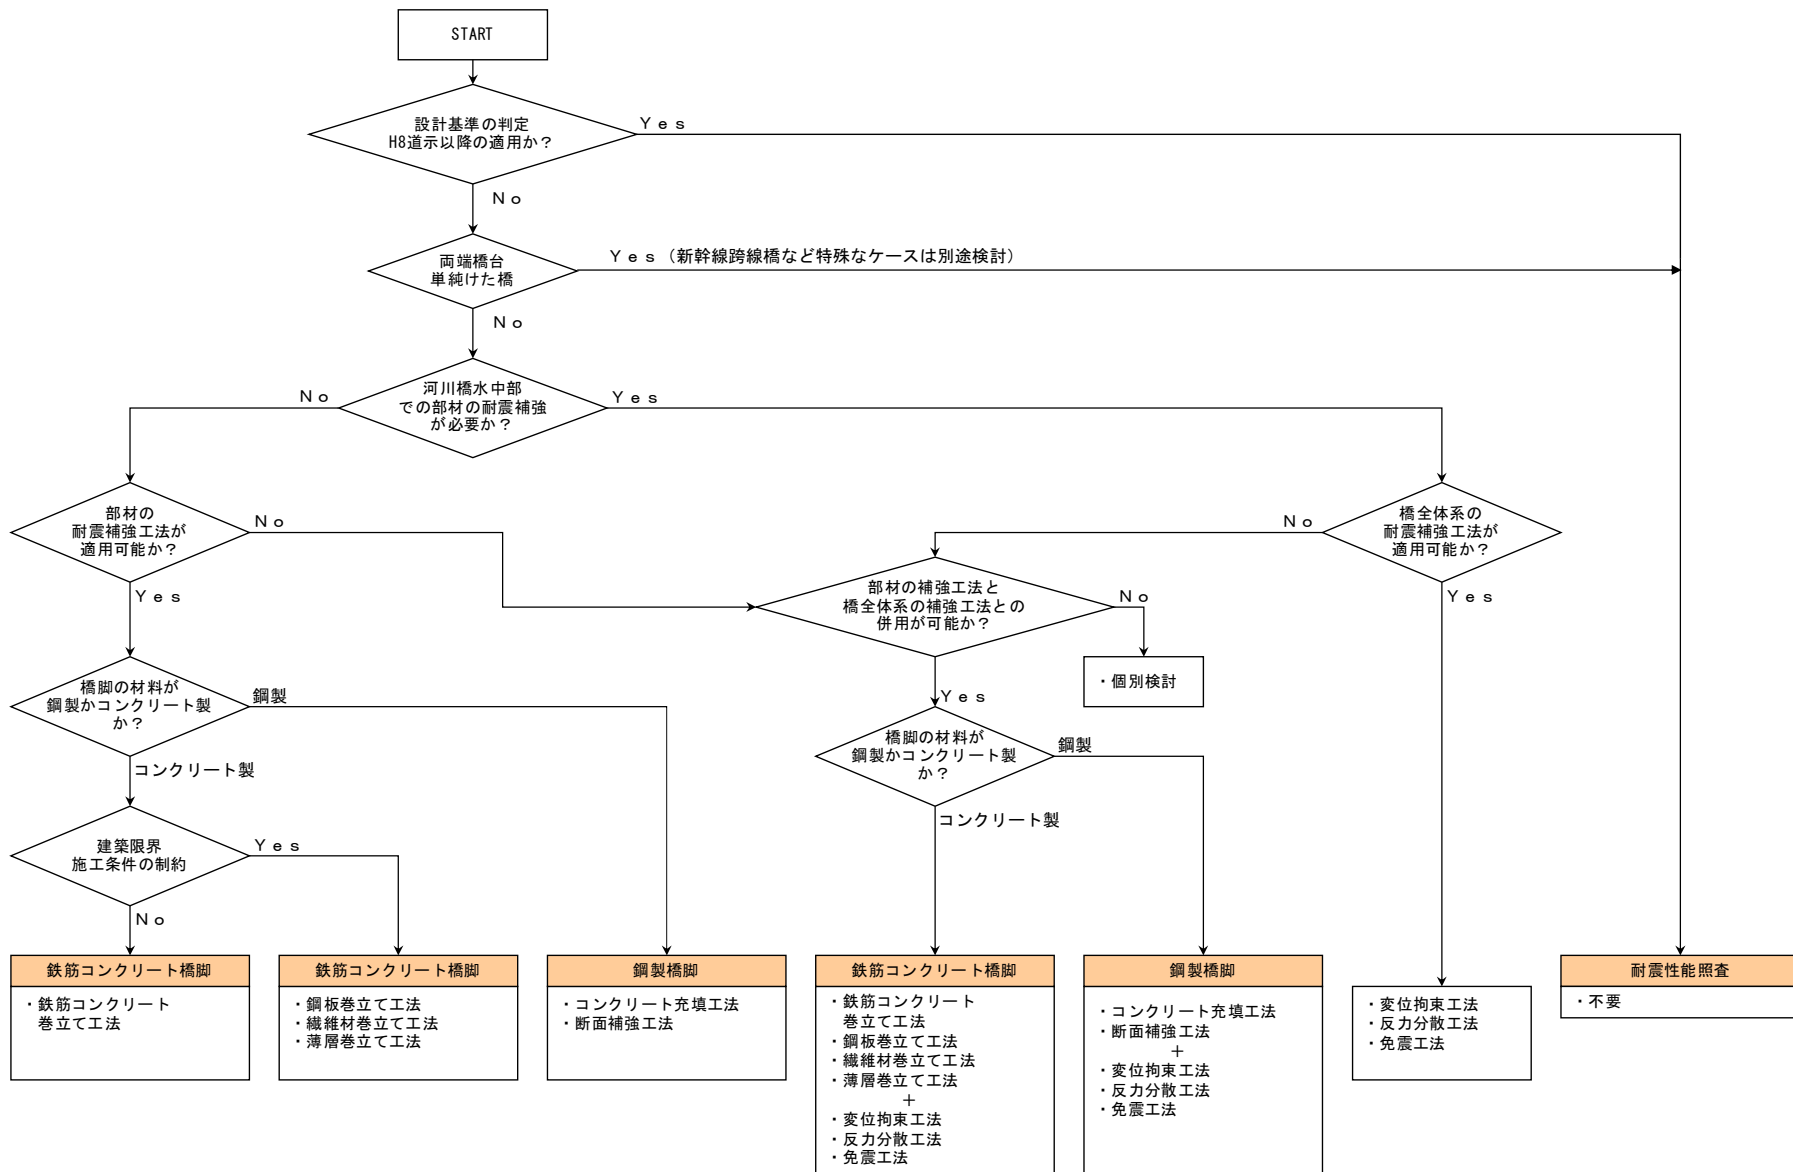 START
設計基準の判定
H8道示以降の適用か？
Ｙｅｓ
Ｎｏ
両端橋台
単純けた橋
Ｙｅｓ（新幹線跨線橋など特殊なケースは別途検討）
Ｎｏ
河川橋水中部
での部材の耐震補強
が必要か？
Ｎｏ
Ｙｅｓ
部材の
耐震補強工法が
適用可能か？
Ｎｏ
Ｙｅｓ
橋全体系の
耐震補強工法が
適用可能か？
Ｎｏ
Ｙｅｓ
部材の補強工法と
橋全体系の補強工法との
併用が可能か？
Ｎｏ
・個別検討
Ｙｅｓ
橋脚の材料が
鋼製かコンクリート製
か？
鋼製
コンクリート製
橋脚の材料が
鋼製かコンクリート製
か？
鋼製
コンクリート製
建築限界
施工条件の制約
Ｙｅｓ
Ｎｏ
鉄筋コンクリート橋脚
・鉄筋コンクリート
巻立て工法
鉄筋コンクリート橋脚
・鋼板巻立て工法
・繊維材巻立て工法
・薄層巻立て工法
鋼製橋脚
・コンクリート充填工法
・断面補強工法
鉄筋コンクリート橋脚
・鉄筋コンクリート
巻立て工法
・鋼板巻立て工法
・繊維材巻立て工法
・薄層巻立て工法
＋
・変位拘束工法
・反力分散工法
・免震工法
鋼製橋脚
・コンクリート充填工法
・断面補強工法
＋
・変位拘束工法
・反力分散工法
・免震工法
・変位拘束工法
・反力分散工法
・免震工法
耐震性能照査
・不要